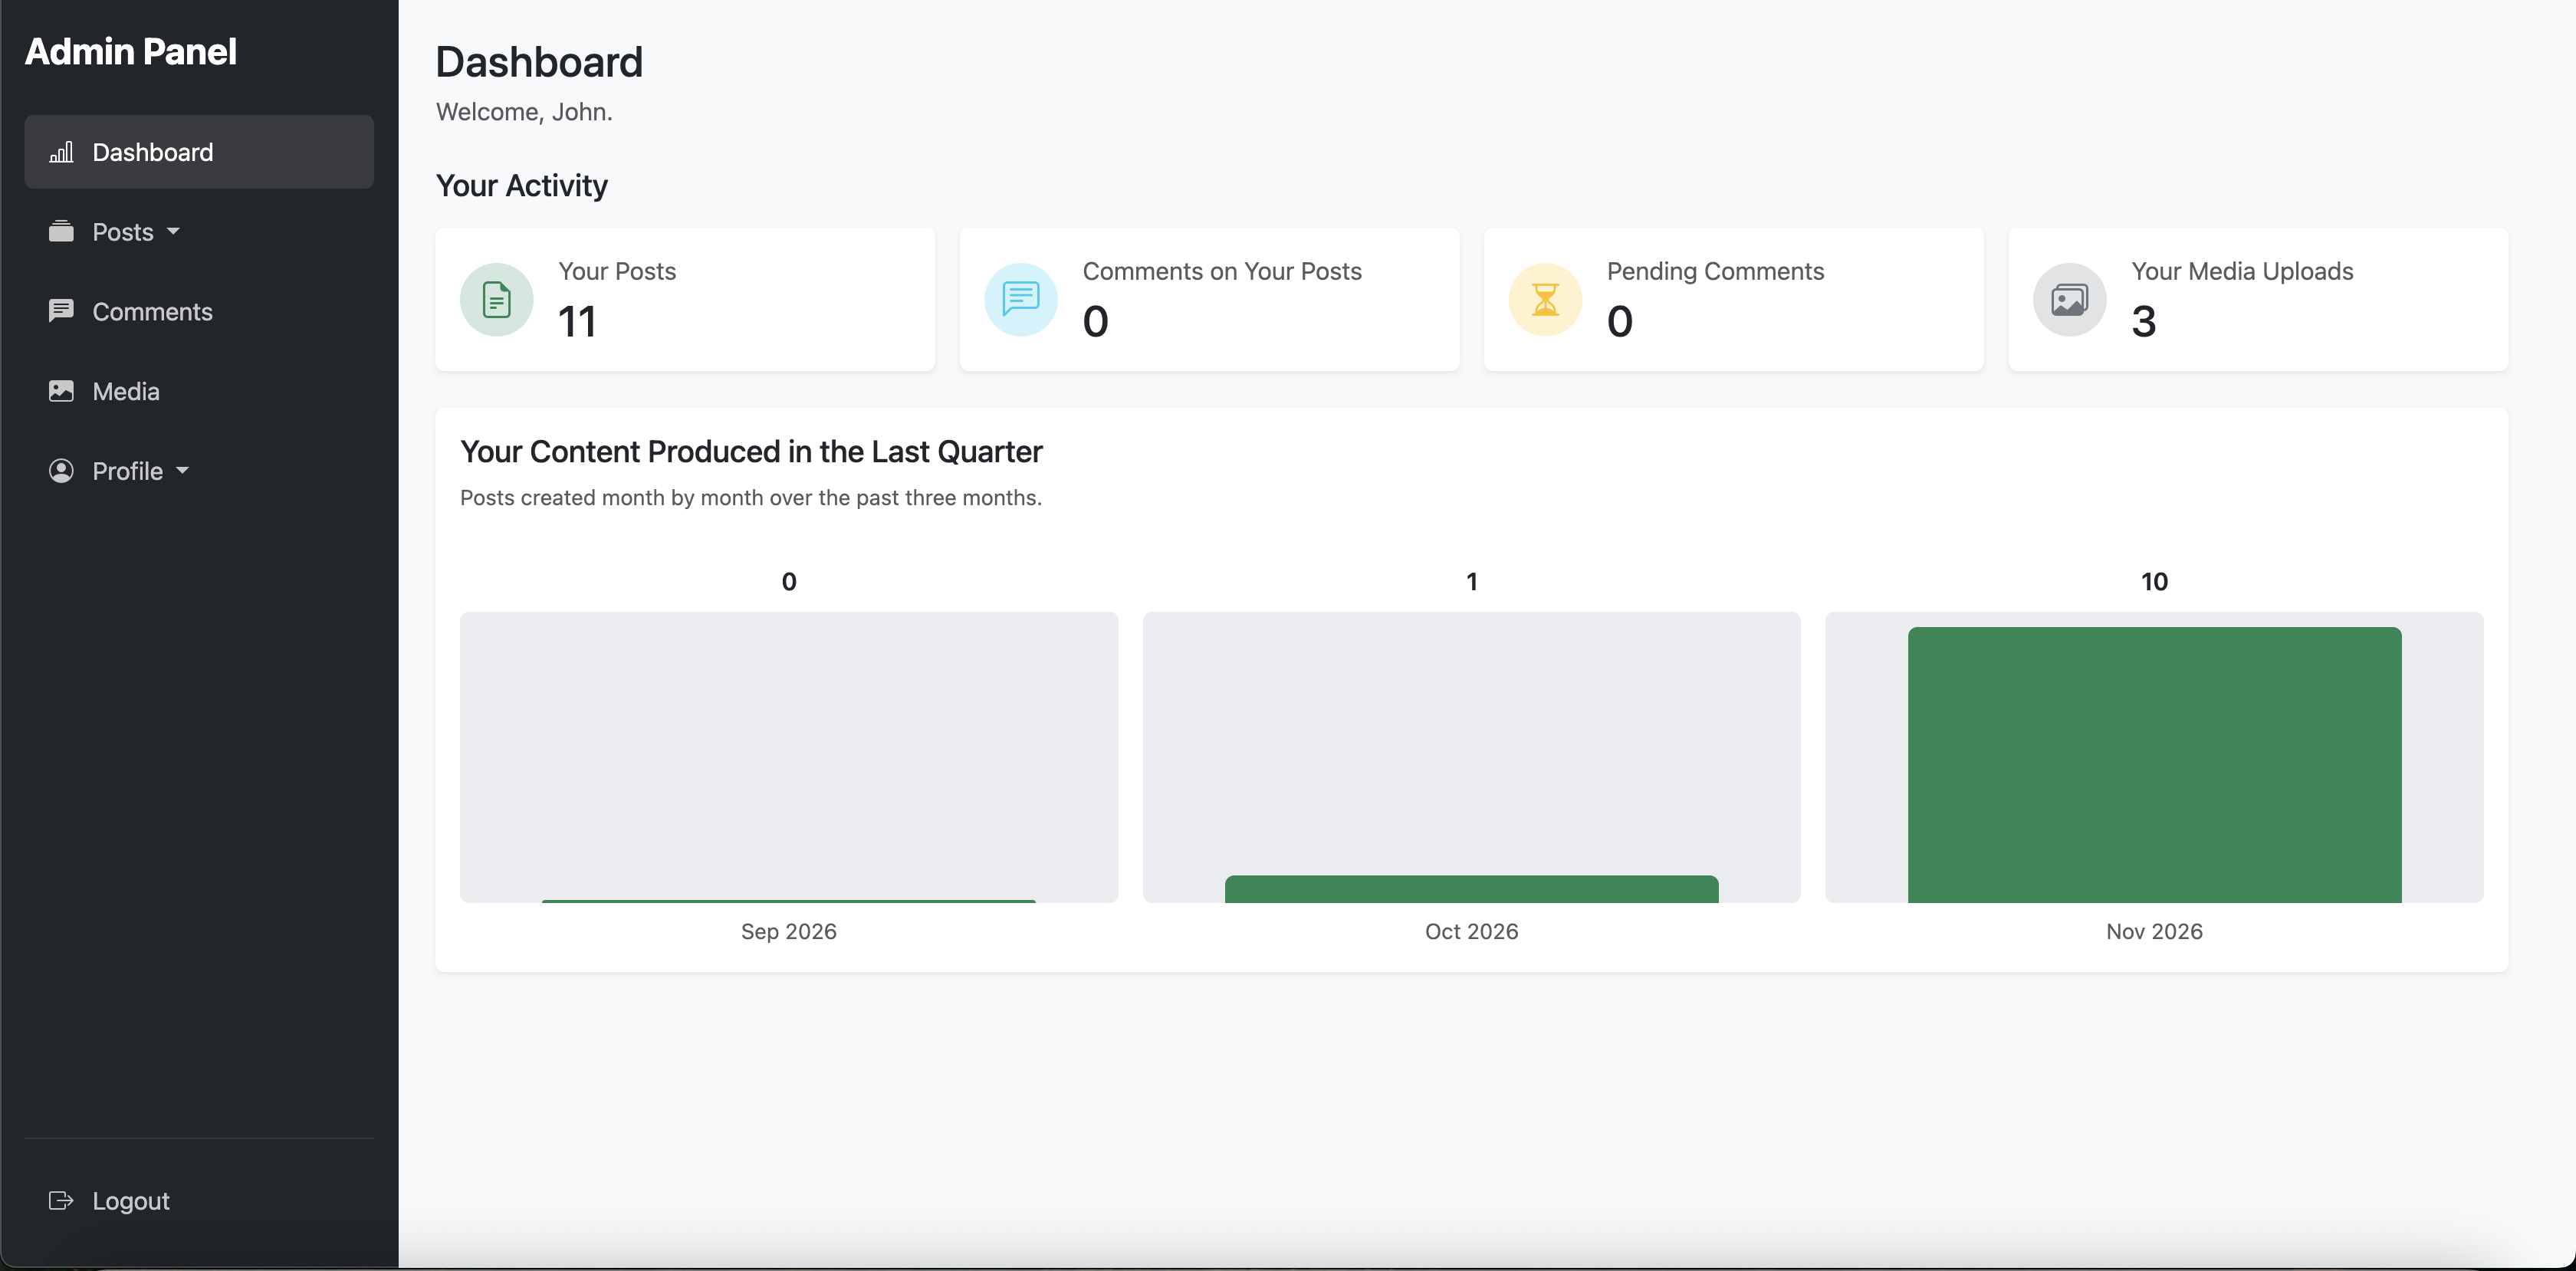 Admin Panel
Dashboard
Posts
Comments
Media
Profile
Logout
Dashboard
Welcome, John.
Your Activity
Your Posts
11
Comments on Your Posts
0
Pending Comments
0
Your Media Uploads
3
Your Content Produced in the Last Quarter
Posts created month by month over the past three months.
0
1
10
Sep 2026
Oct 2026
Nov 2026